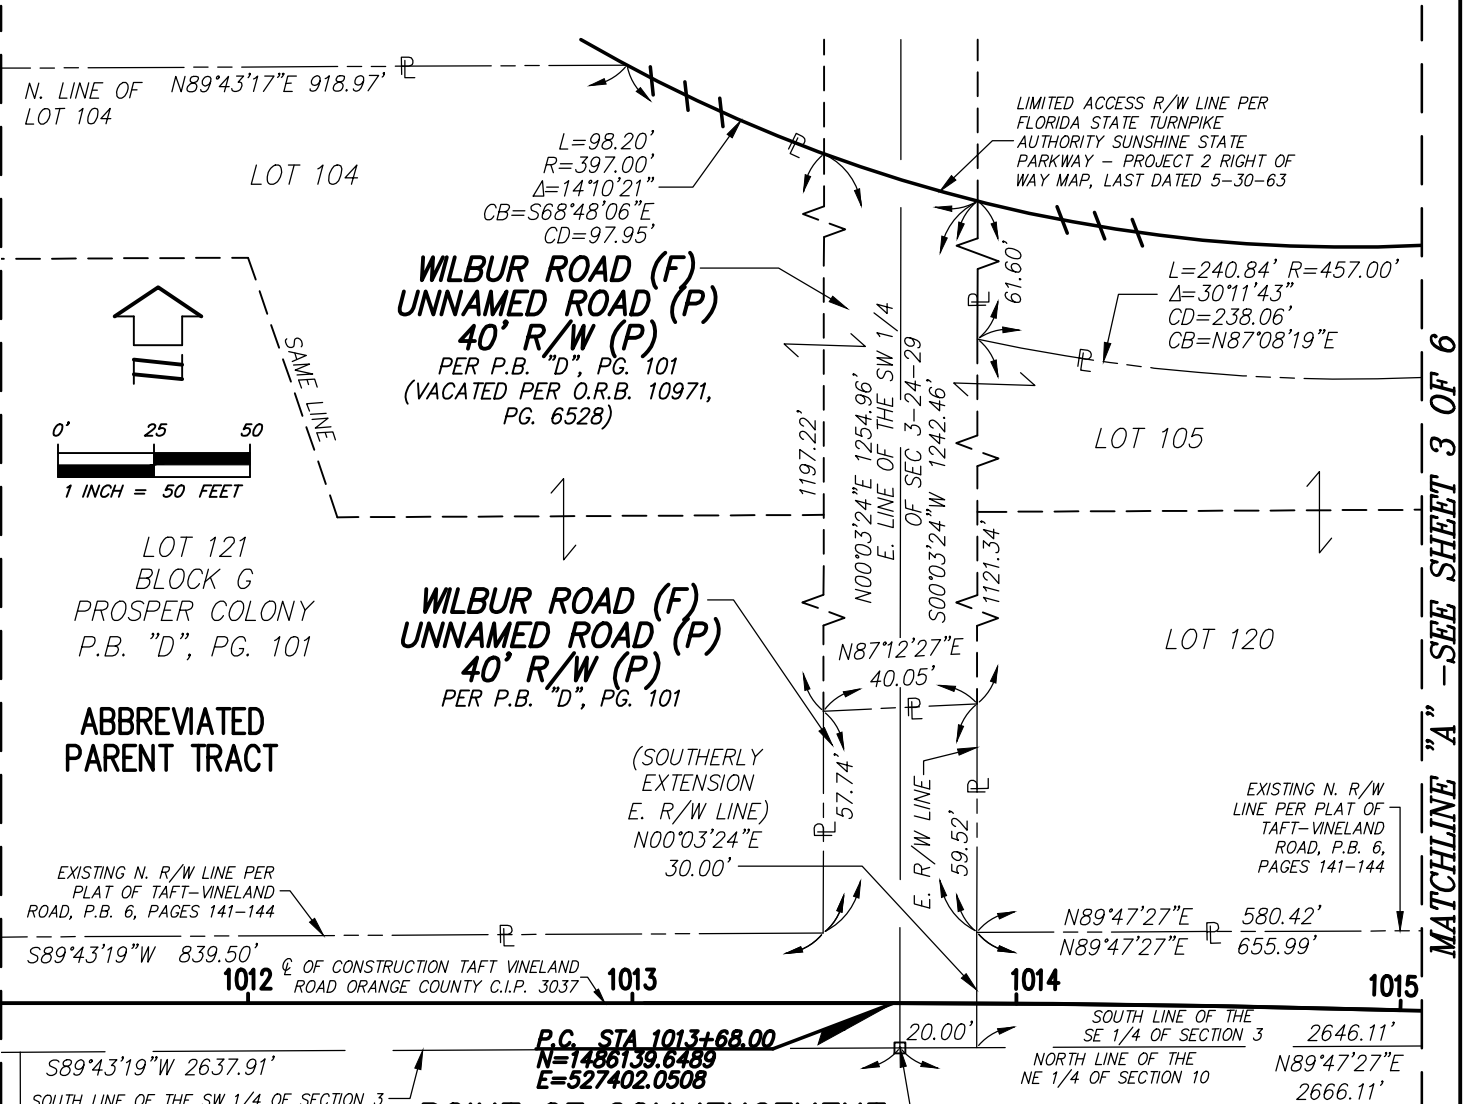 N. LINE OF
LOT 104
N89°43'17"E 918.97'
LOT 104
L=98.20'
R=397.00'
Δ=14°10'21"
CB=S68°48'06"E
CD=97.95'
LIMITED ACCESS R/W LINE PER
FLORIDA STATE TURNPIKE
AUTHORITY SUNSHINE STATE
PARKWAY – PROJECT 2 RIGHT OF
WAY MAP, LAST DATED 5-30-63
WILBUR ROAD (F)
UNNAMED ROAD (P)
40' R/W (P)
PER P.B. "D", PG. 101
(VACATED PER O.R.B. 10971,
PG. 6528)
61.60'
L=240.84' R=457.00'
Δ=30°11'43"
CD=238.06'
CB=N87°08'19"E
LOT 105
SAME LINE
0' 25 50
1 INCH = 50 FEET
1197.22'
N00°03'24"E 1254.96'
E. LINE OF THE SW 1/4
OF SEC 3-24-29
S00°03'24"W 1242.46'
1121.34'
LOT 121
BLOCK G
PROSPER COLONY
P.B. "D", PG. 101
WILBUR ROAD (F)
UNNAMED ROAD (P)
40' R/W (P)
PER P.B. "D", PG. 101
N87°12'27"E
40.05'
LOT 120
ABBREVIATED
PARENT TRACT
(SOUTHERLY
EXTENSION
E. R/W LINE)
N00°03'24"E
30.00'
57.74'
E. R/W LINE
59.52'
EXISTING N. R/W
LINE PER PLAT OF
TAFT-VINELAND
ROAD, P.B. 6,
PAGES 141-144
MATCHLINE "A" -SEE SHEET 3 OF 6
EXISTING N. R/W LINE PER
PLAT OF TAFT-VINELAND
ROAD, P.B. 6, PAGES 141-144
S89°43'19"W 839.50'
N89°47'27"E 580.42'
N89°47'27"E 655.99'
℄ OF CONSTRUCTION TAFT VINELAND
ROAD ORANGE COUNTY C.I.P. 3037
1012 1013 1014 1015
P.C. STA 1013+68.00
N=1486139.6489
E=527402.0508
20.00'
SOUTH LINE OF THE
SE 1/4 OF SECTION 3
NORTH LINE OF THE
NE 1/4 OF SECTION 10
2646.11'
N89°47'27"E
2666.11'
S89°43'19"W 2637.91'
SOUTH LINE OF THE SW 1/4 OF SECTION 3
POINT OF COMMENCEMENT